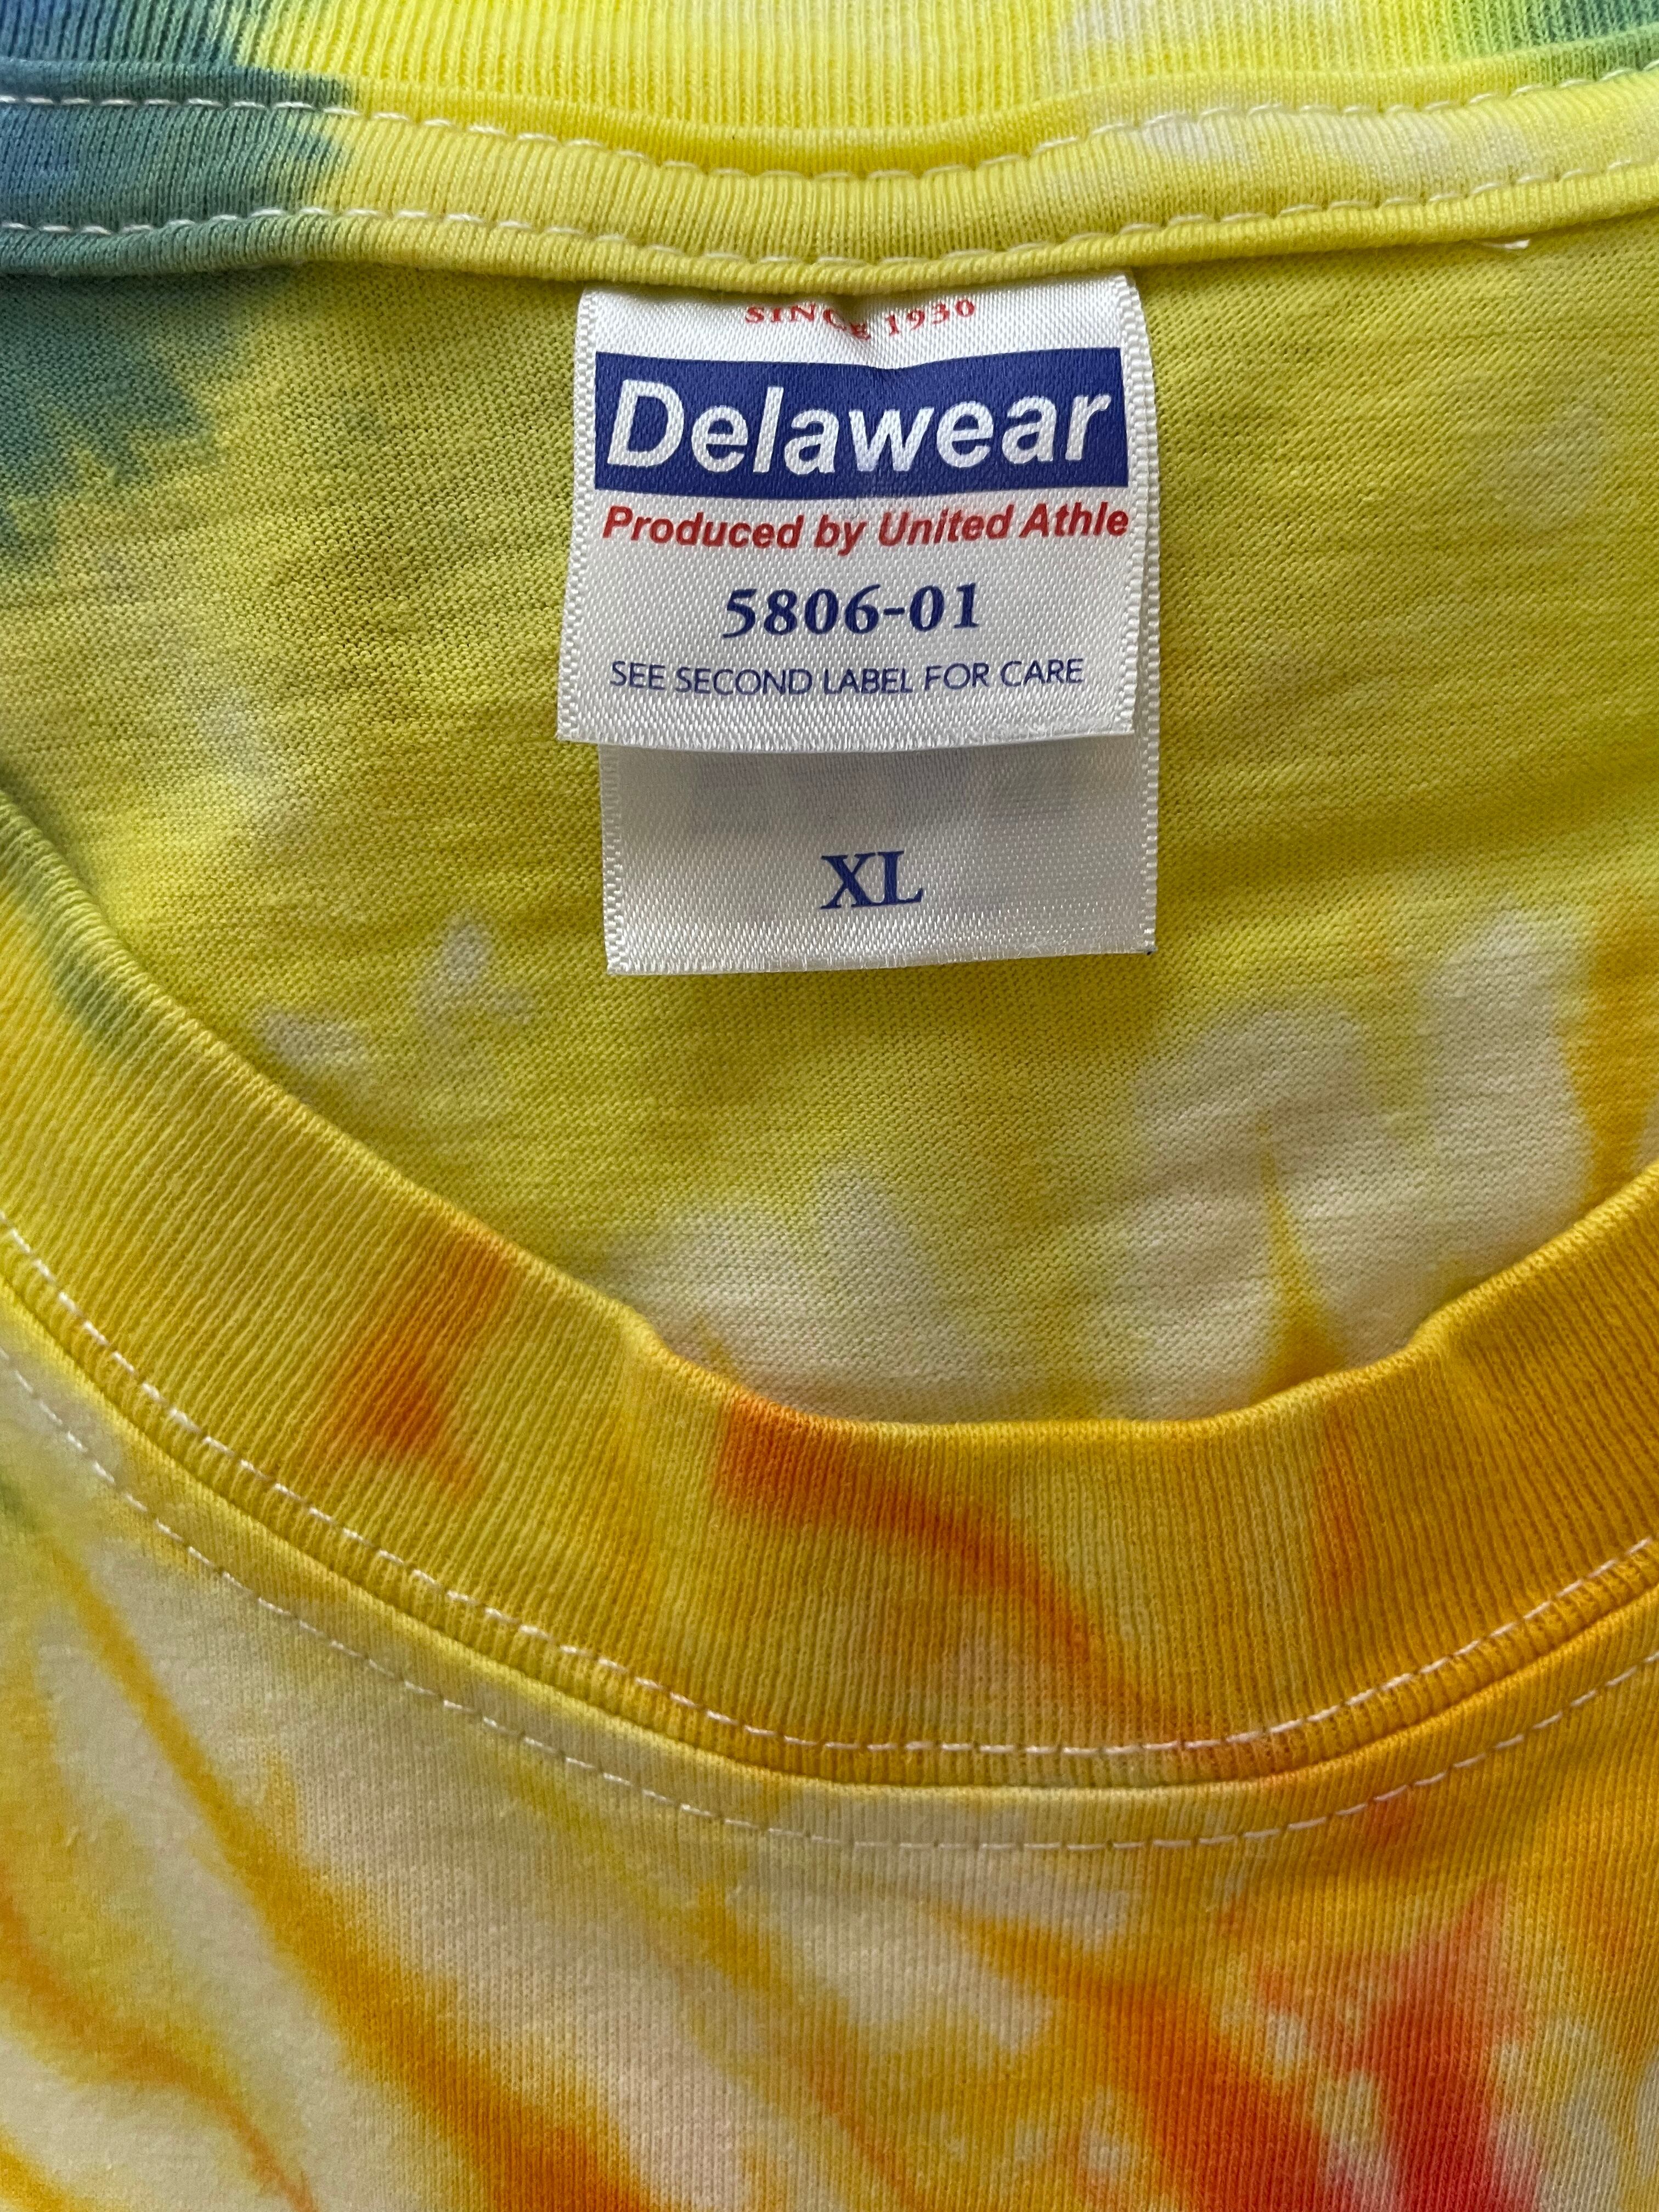 SINCE 1930
Delawear
Produced by United Athle
5806-01
SEE SECOND LABEL FOR CARE
XL